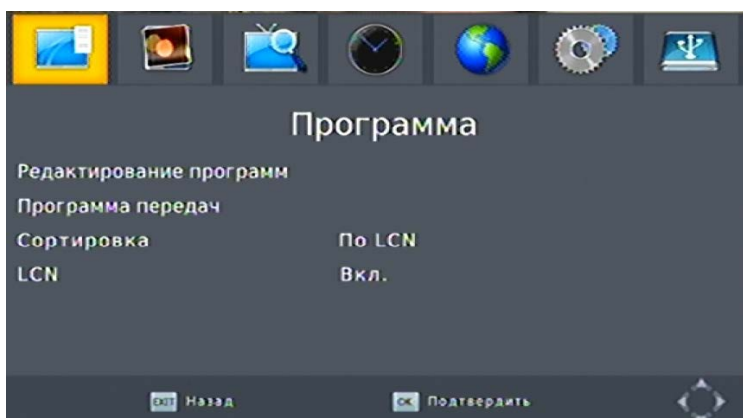 Программа
Редактирование программ
Программа передач
Сортировка По LCN
LCN Вкл.
EXIT Назад OK Подтвердить